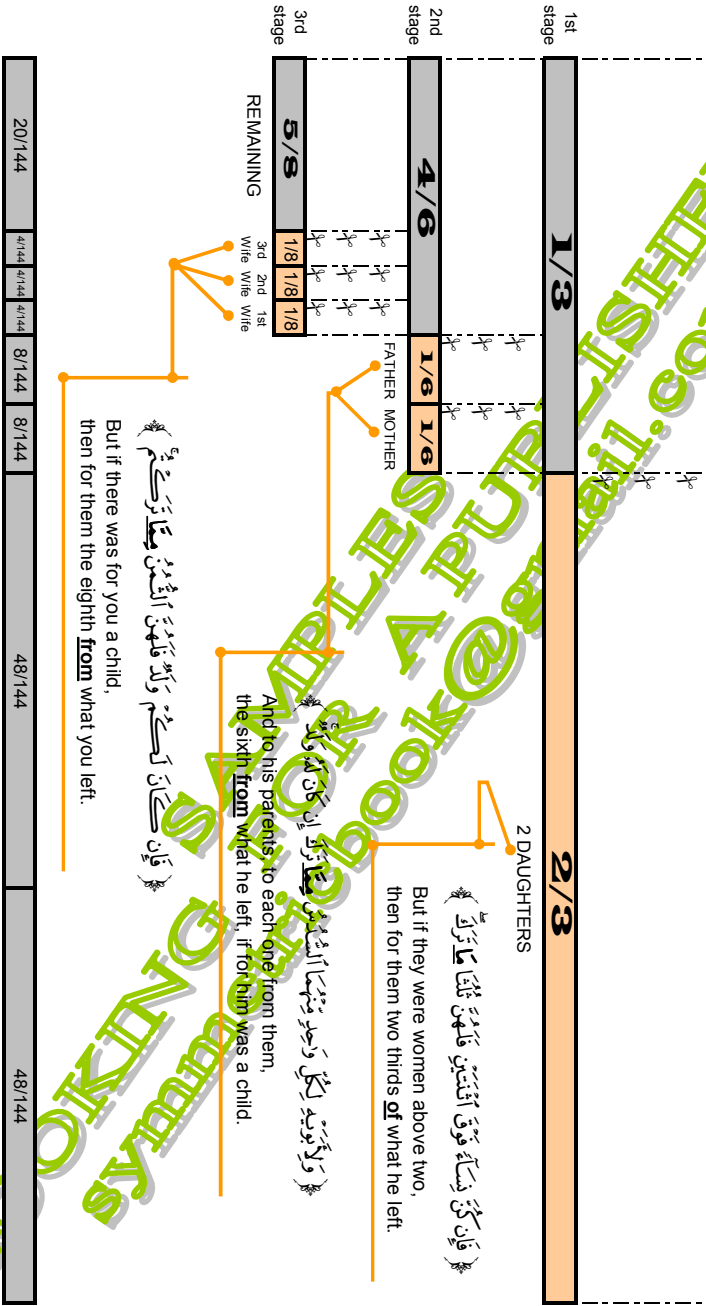 1st
stage
1/3
2/3
2 DAUGHTERS
﴿ فَإِن كُنَّ نِسَآءً فَوْقَ ٱثْنَتَيْنِ فَلَهُنَّ ثُلُثَا مَا تَرَكَ ۖ ﴾
But if they were women above two,
then for them two thirds of what he left.
2nd
stage
4/6
1/6
1/6
FATHER
MOTHER
﴿ وَلِأَبَوَيْهِ لِكُلِّ وَٰحِدٍ مِّنْهُمَا ٱلسُّدُسُ مِمَّا تَرَكَ إِن كَانَ لَهُۥ وَلَدٌ ۚ ﴾
And to his parents, to each one from them,
the sixth from what he left, if for him was a child.
3rd
stage
5/8
1/8
1/8
1/8
REMAINING
3rd
Wife
2nd
Wife
1st
Wife
﴿ فَإِن كَانَ لَكُمْ وَلَدٌ فَلَهُنَّ ٱلثُّمُنُ مِمَّا تَرَكْتُم ۚ ﴾
But if there was for you a child,
then for them the eighth from what you left.
20/144
4/144
4/144
4/144
8/144
8/144
48/144
48/144
SAMPLES
OKING FOR A PUBLISHE
symmetricbook@gmail.co